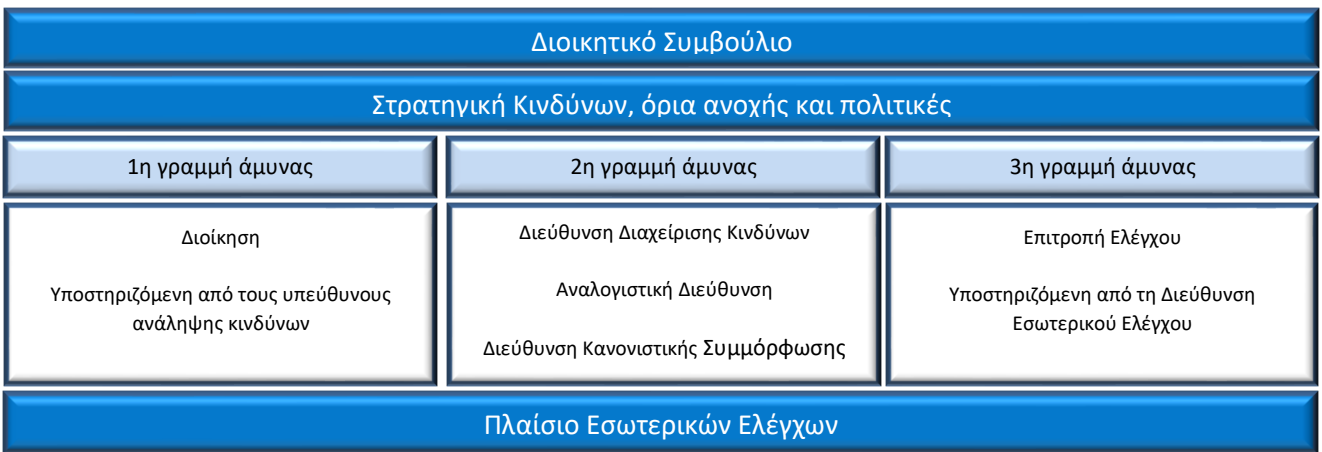 Διοικητικό Συμβούλιο
Στρατηγική Κινδύνων, όρια ανοχής και πολιτικές
1η γραμμή άμυνας
2η γραμμή άμυνας
3η γραμμή άμυνας
Διοίκηση
Υποστηριζόμενη από τους υπεύθυνους
ανάληψης κινδύνων
Διεύθυνση Διαχείρισης Κινδύνων
Αναλογιστική Διεύθυνση
Διεύθυνση Κανονιστικής Συμμόρφωσης
Επιτροπή Ελέγχου
Υποστηριζόμενη από τη Διεύθυνση
Εσωτερικού Ελέγχου
Πλαίσιο Εσωτερικών Ελέγχων